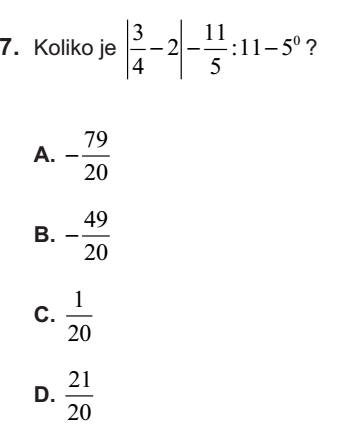 7. Koliko je |3/4 − 2| − 11/5 : 11 − 5⁰ ?
A. −79/20
B. −49/20
C. 1/20
D. 21/20